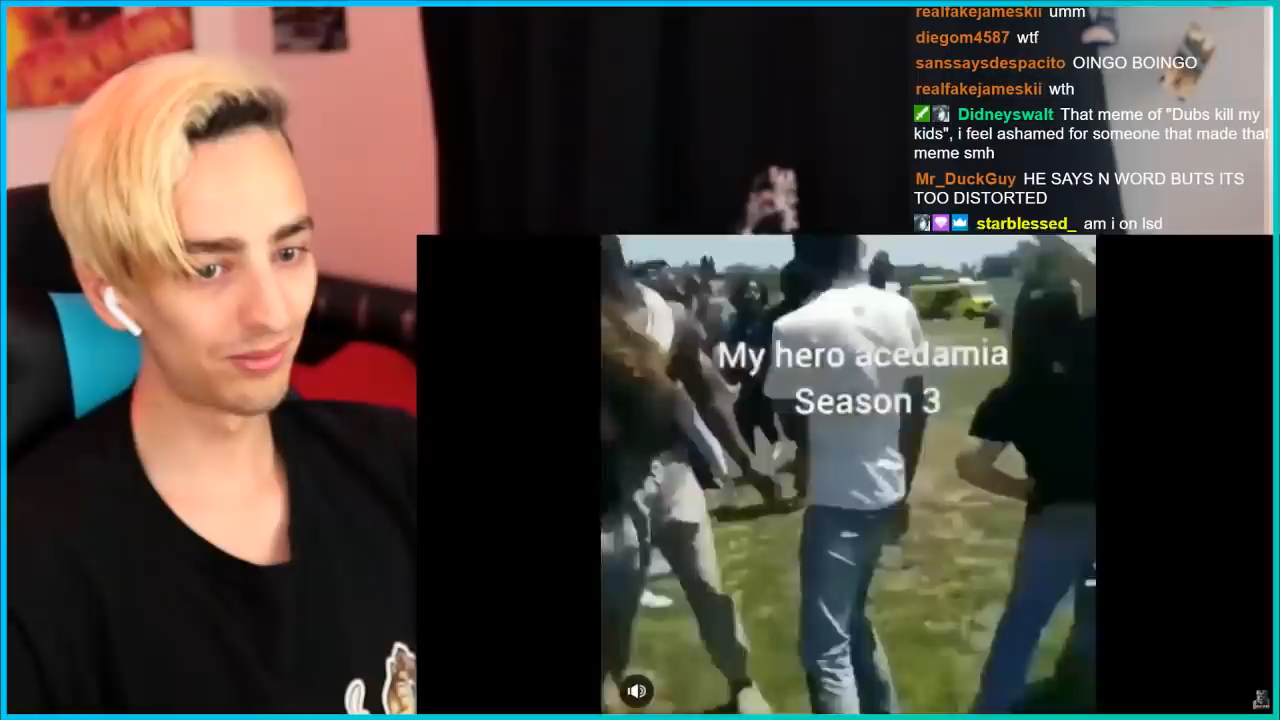 realfakejameskii umm
diegom4587 wtf
sanssaysdespacito OINGO BOINGO
realfakejameskii wth
Didneyswalt That meme of "Dubs kill my
kids", i feel ashamed for someone that made that
meme smh
Mr_DuckGuy HE SAYS N WORD BUTS ITS
TOO DISTORTED
starblessed_ am i on lsd
My hero acedamia
Season 3